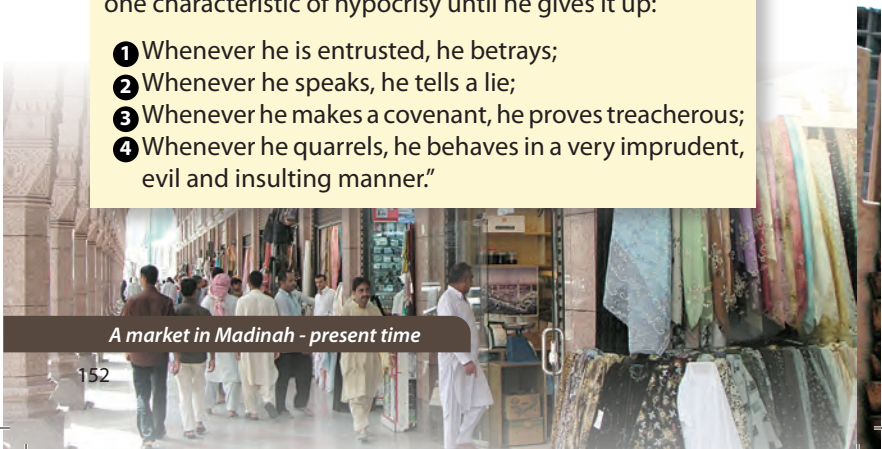 one characteristic of hypocrisy until he gives it up:
1 Whenever he is entrusted, he betrays;
2 Whenever he speaks, he tells a lie;
3 Whenever he makes a covenant, he proves treacherous;
4 Whenever he quarrels, he behaves in a very imprudent,
evil and insulting manner."
A market in Madinah - present time
152